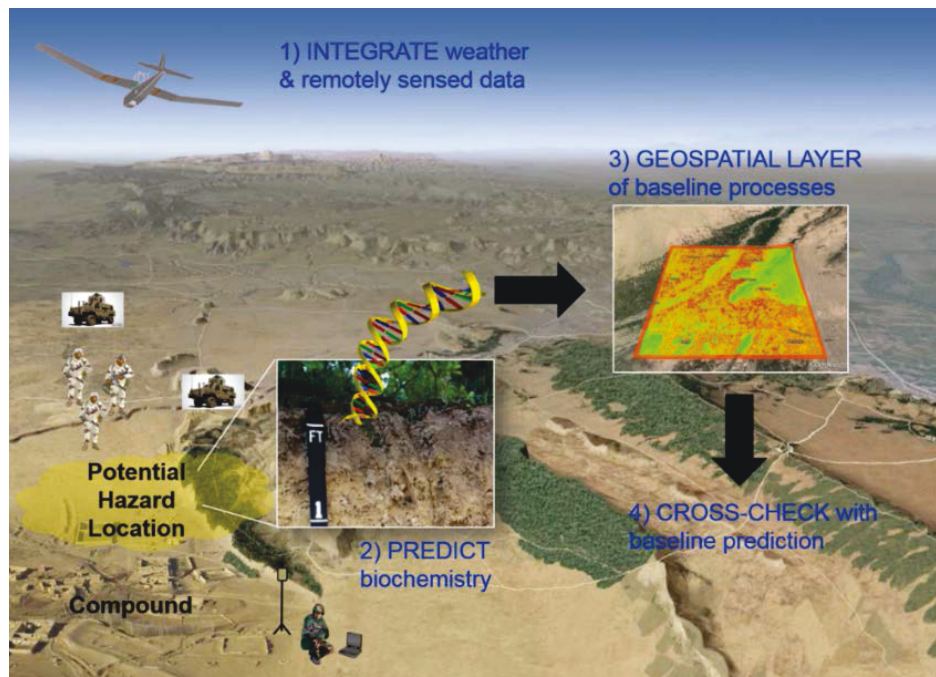 1) INTEGRATE weather
& remotely sensed data
3) GEOSPATIAL LAYER
of baseline processes
FT
1
Potential
Hazard
Location
2) PREDICT
biochemistry
4) CROSS-CHECK with
baseline prediction
Compound